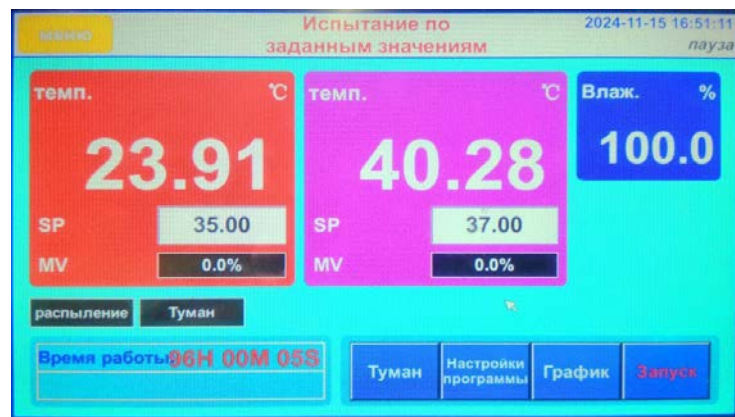 меню
Испытание по
заданным значениям
2024-11-15 16:51:11
пауза
темп. ℃
23.91
SP 35.00
MV 0.0%
темп. ℃
40.28
SP 37.00
MV 0.0%
Влаж. %
100.0
распыление Туман
Время работы: 96H 00M 05S
Туман
Настройки
программы
График
Запуск